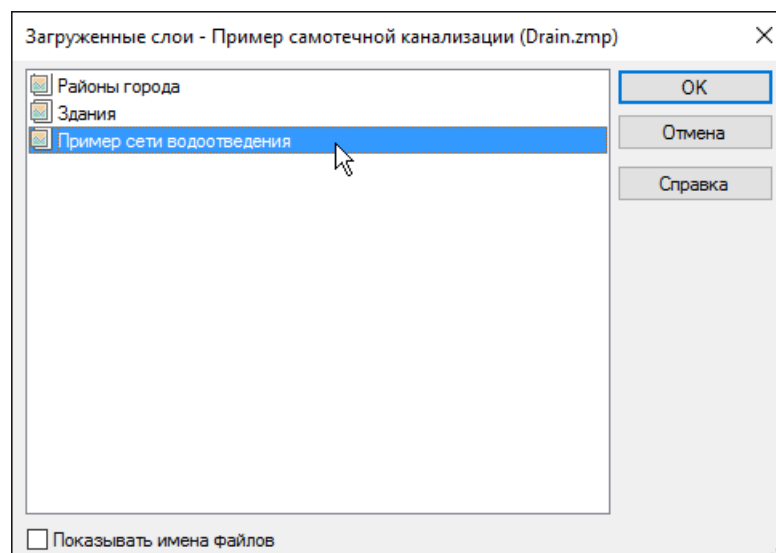 Загруженные слои - Пример самотечной канализации (Drain.zmp)
Районы города
Здания
Пример сети водоотведения
OK
Отмена
Справка
Показывать имена файлов